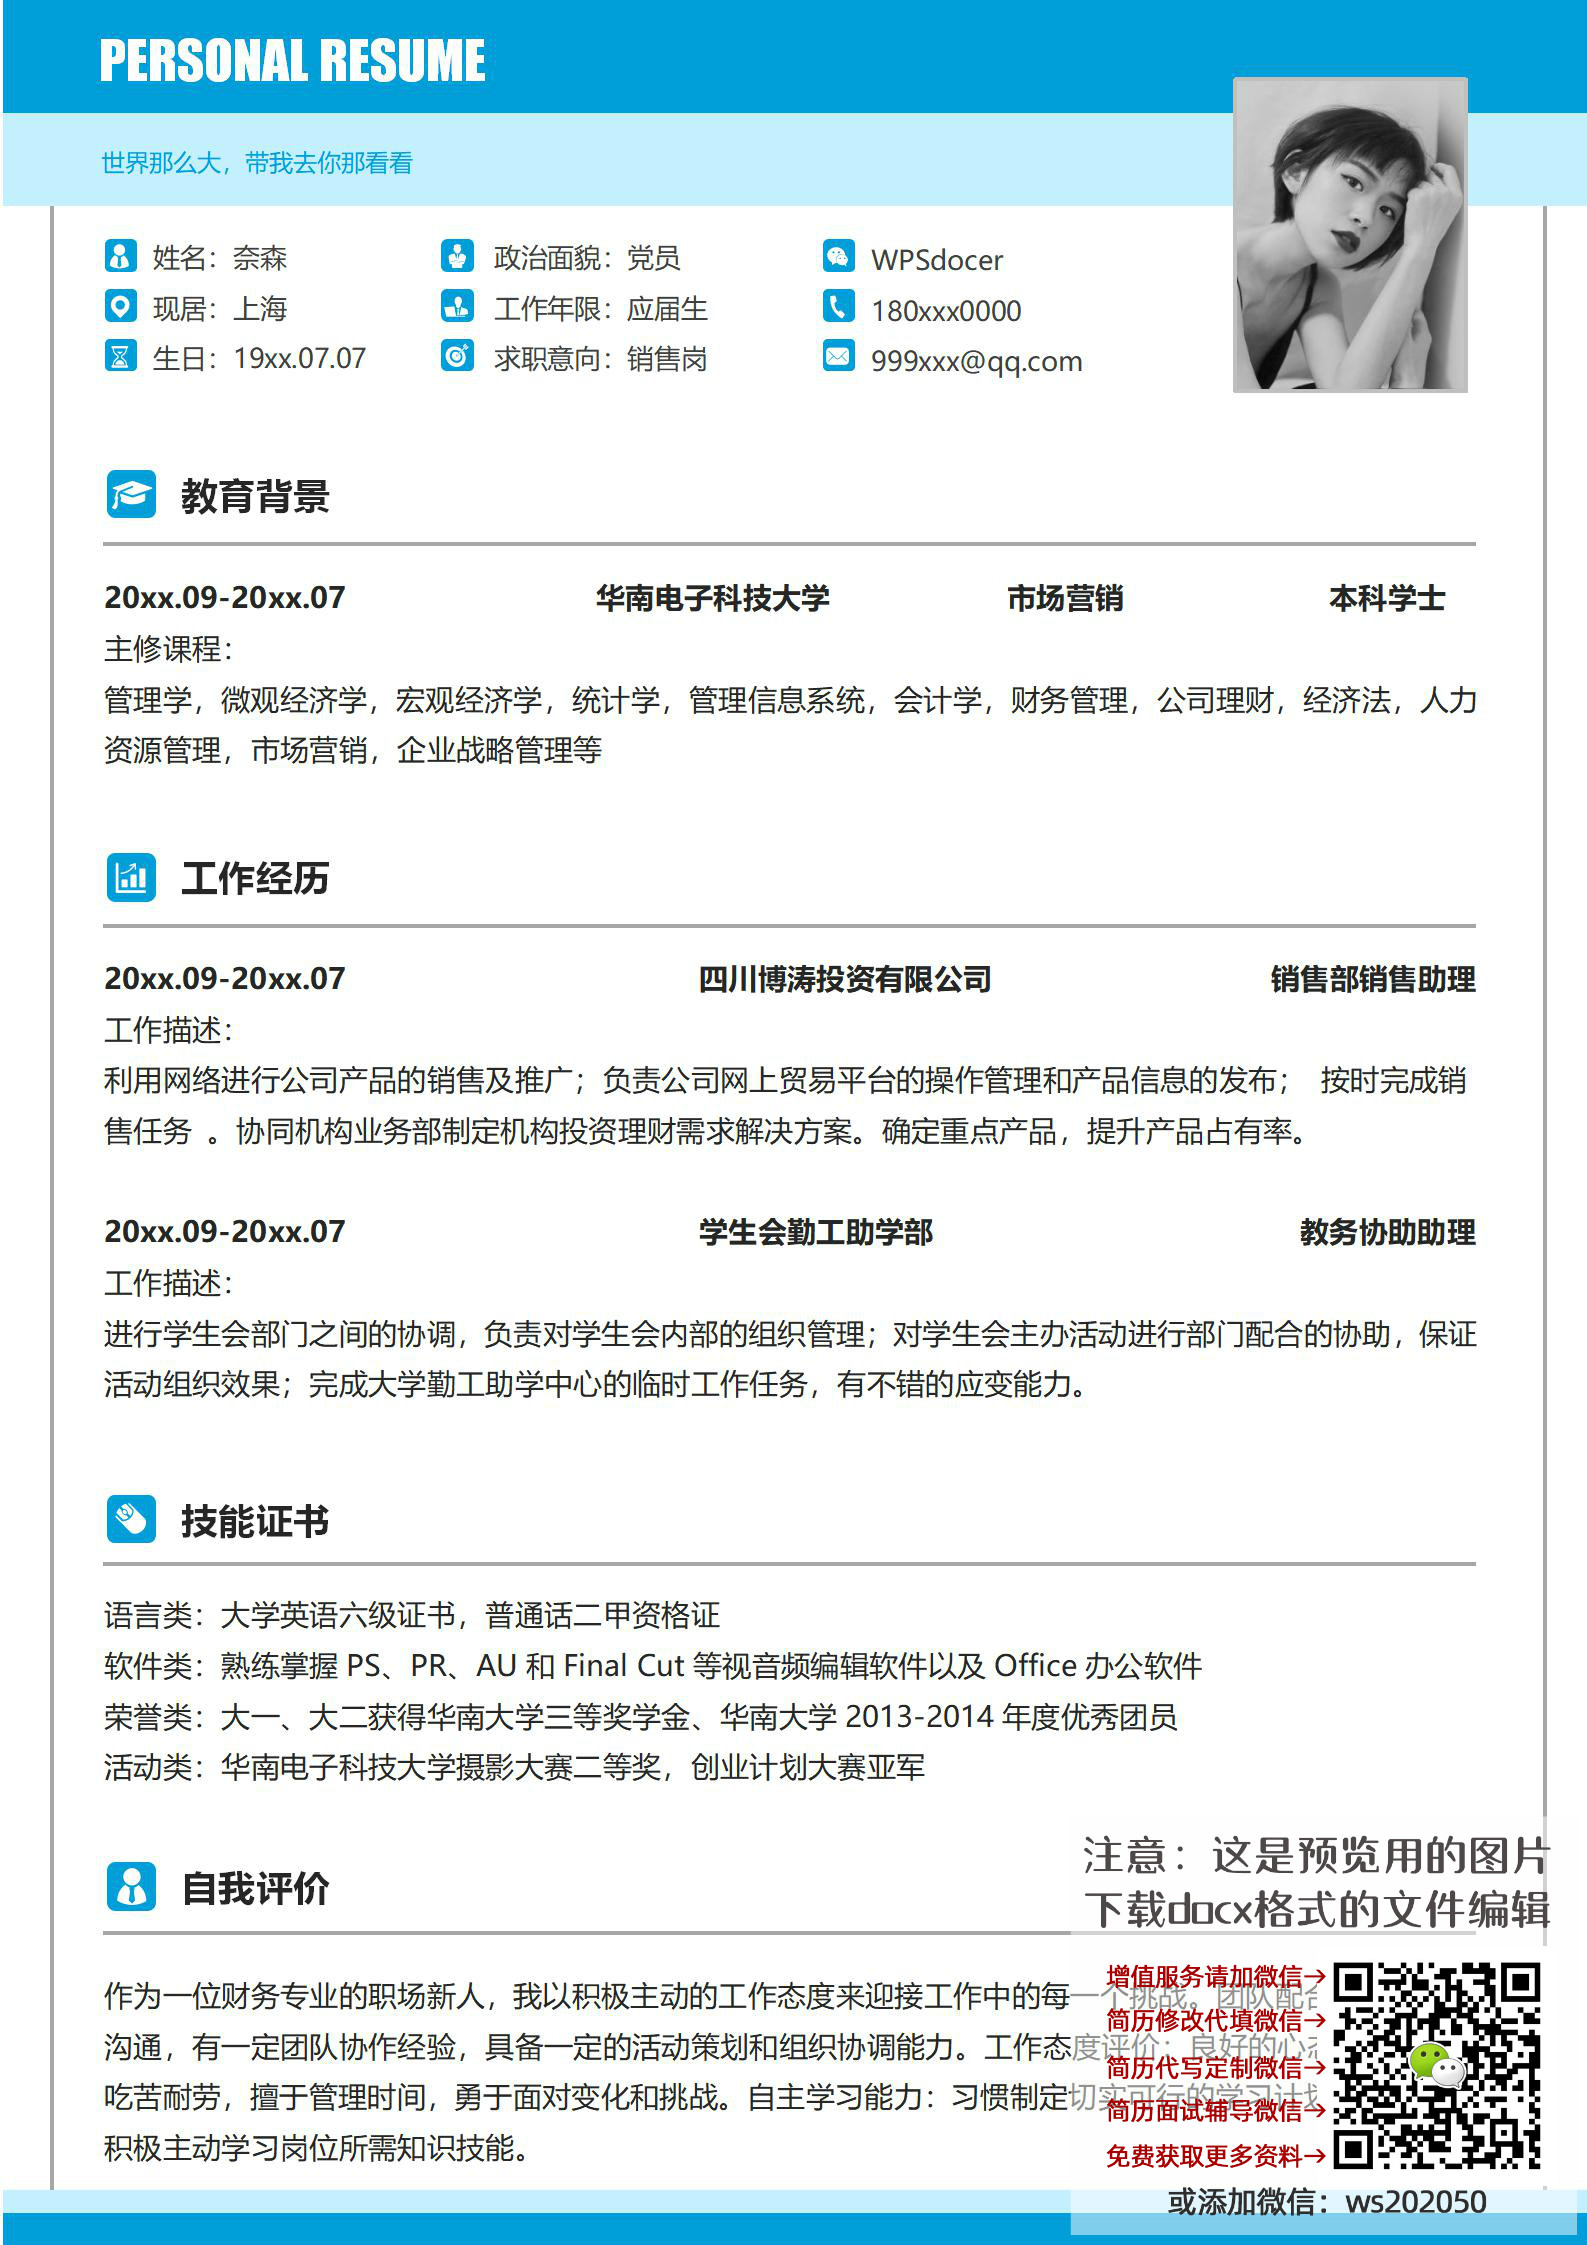 PERSONAL RESUME
世界那么大，带我去你那看看
姓名：奈森 政治面貌：党员 WPSdocer
现居：上海 工作年限：应届生 180xxx0000
生日：19xx.07.07 求职意向：销售岗 999xxx@qq.com
教育背景
20xx.09-20xx.07 华南电子科技大学 市场营销 本科学士
主修课程：
管理学，微观经济学，宏观经济学，统计学，管理信息系统，会计学，财务管理，公司理财，经济法，人力
资源管理，市场营销，企业战略管理等
工作经历
20xx.09-20xx.07 四川博涛投资有限公司 销售部销售助理
工作描述：
利用网络进行公司产品的销售及推广；负责公司网上贸易平台的操作管理和产品信息的发布； 按时完成销
售任务 。协同机构业务部制定机构投资理财需求解决方案。确定重点产品，提升产品占有率。
20xx.09-20xx.07 学生会勤工助学部 教务协助助理
工作描述：
进行学生会部门之间的协调，负责对学生会内部的组织管理；对学生会主办活动进行部门配合的协助，保证
活动组织效果；完成大学勤工助学中心的临时工作任务，有不错的应变能力。
技能证书
语言类：大学英语六级证书，普通话二甲资格证
软件类：熟练掌握 PS、PR、AU 和 Final Cut 等视音频编辑软件以及 Office 办公软件
荣誉类：大一、大二获得华南大学三等奖学金、华南大学 2013-2014 年度优秀团员
活动类：华南电子科技大学摄影大赛二等奖，创业计划大赛亚军
自我评价
作为一位财务专业的职场新人，我以积极主动的工作态度来迎接工作中的每一个挑战。团队配
沟通，有一定团队协作经验，具备一定的活动策划和组织协调能力。工作态度评价：良好的心
吃苦耐劳，擅于管理时间，勇于面对变化和挑战。自主学习能力：习惯制定切实可行的学习计
积极主动学习岗位所需知识技能。
注意：这是预览用的图片
下载docx格式的文件编辑
增值服务请加微信→
简历修改代填微信→
简历代写定制微信→
简历面试辅导微信→
免费获取更多资料→
或添加微信：ws202050